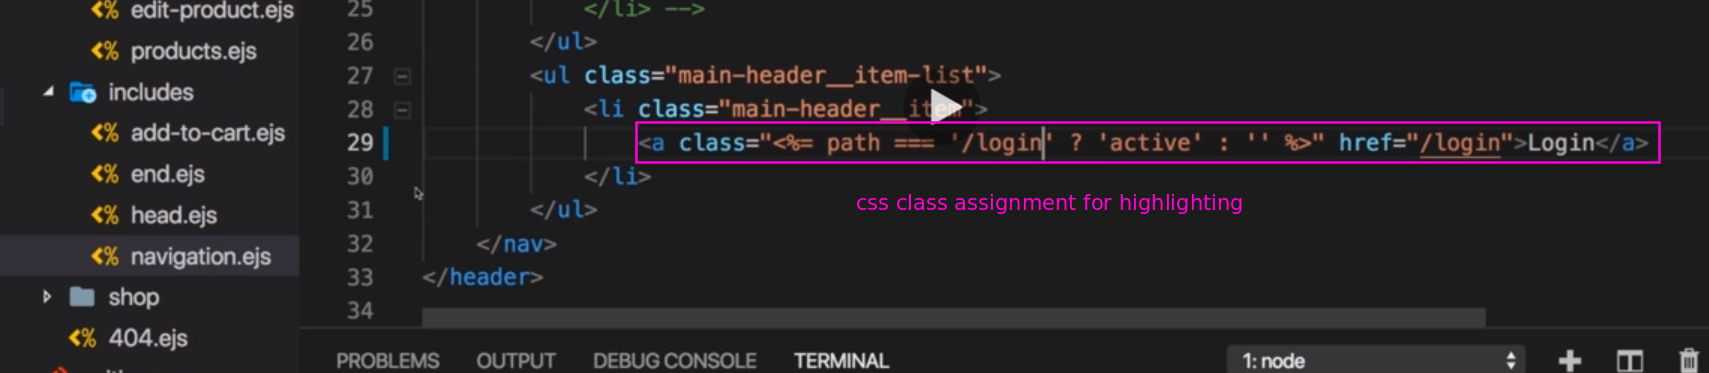 edit-product.ejs
products.ejs
includes
add-to-cart.ejs
end.ejs
head.ejs
navigation.ejs
shop
404.ejs
25 </li> -->
26 </ul>
27 <ul class="main-header__item-list">
28 <li class="main-header__item">
29 <a class="<%= path === '/login' ? 'active' : '' %>" href="/login">Login</a>
30 </li>
css class assignment for highlighting
31 </ul>
32 </nav>
33 </header>
34
PROBLEMS OUTPUT DEBUG CONSOLE TERMINAL 1: node